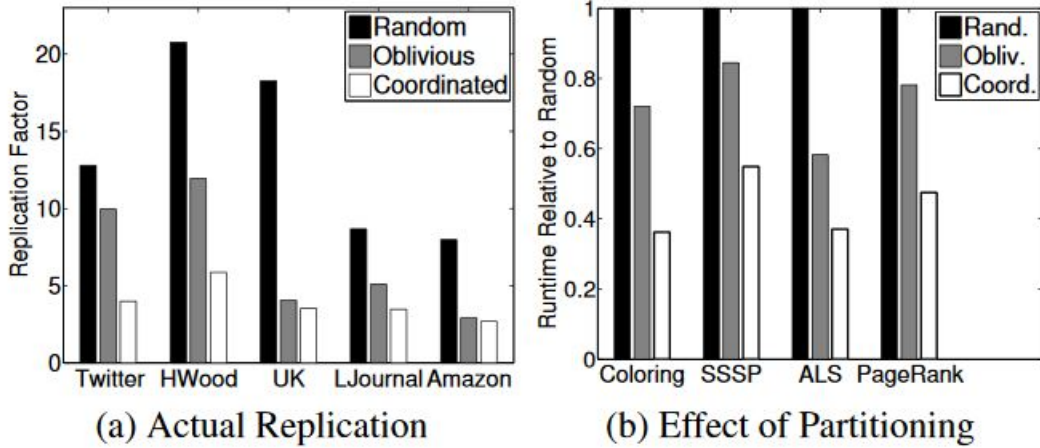 Replication Factor
20
15
10
5
0
Random
Oblivious
Coordinated
Twitter HWood UK LJournal Amazon
(a) Actual Replication
Runtime Relative to Random
1
0.8
0.6
0.4
0.2
0
Rand.
Obliv.
Coord.
Coloring SSSP ALS PageRank
(b) Effect of Partitioning